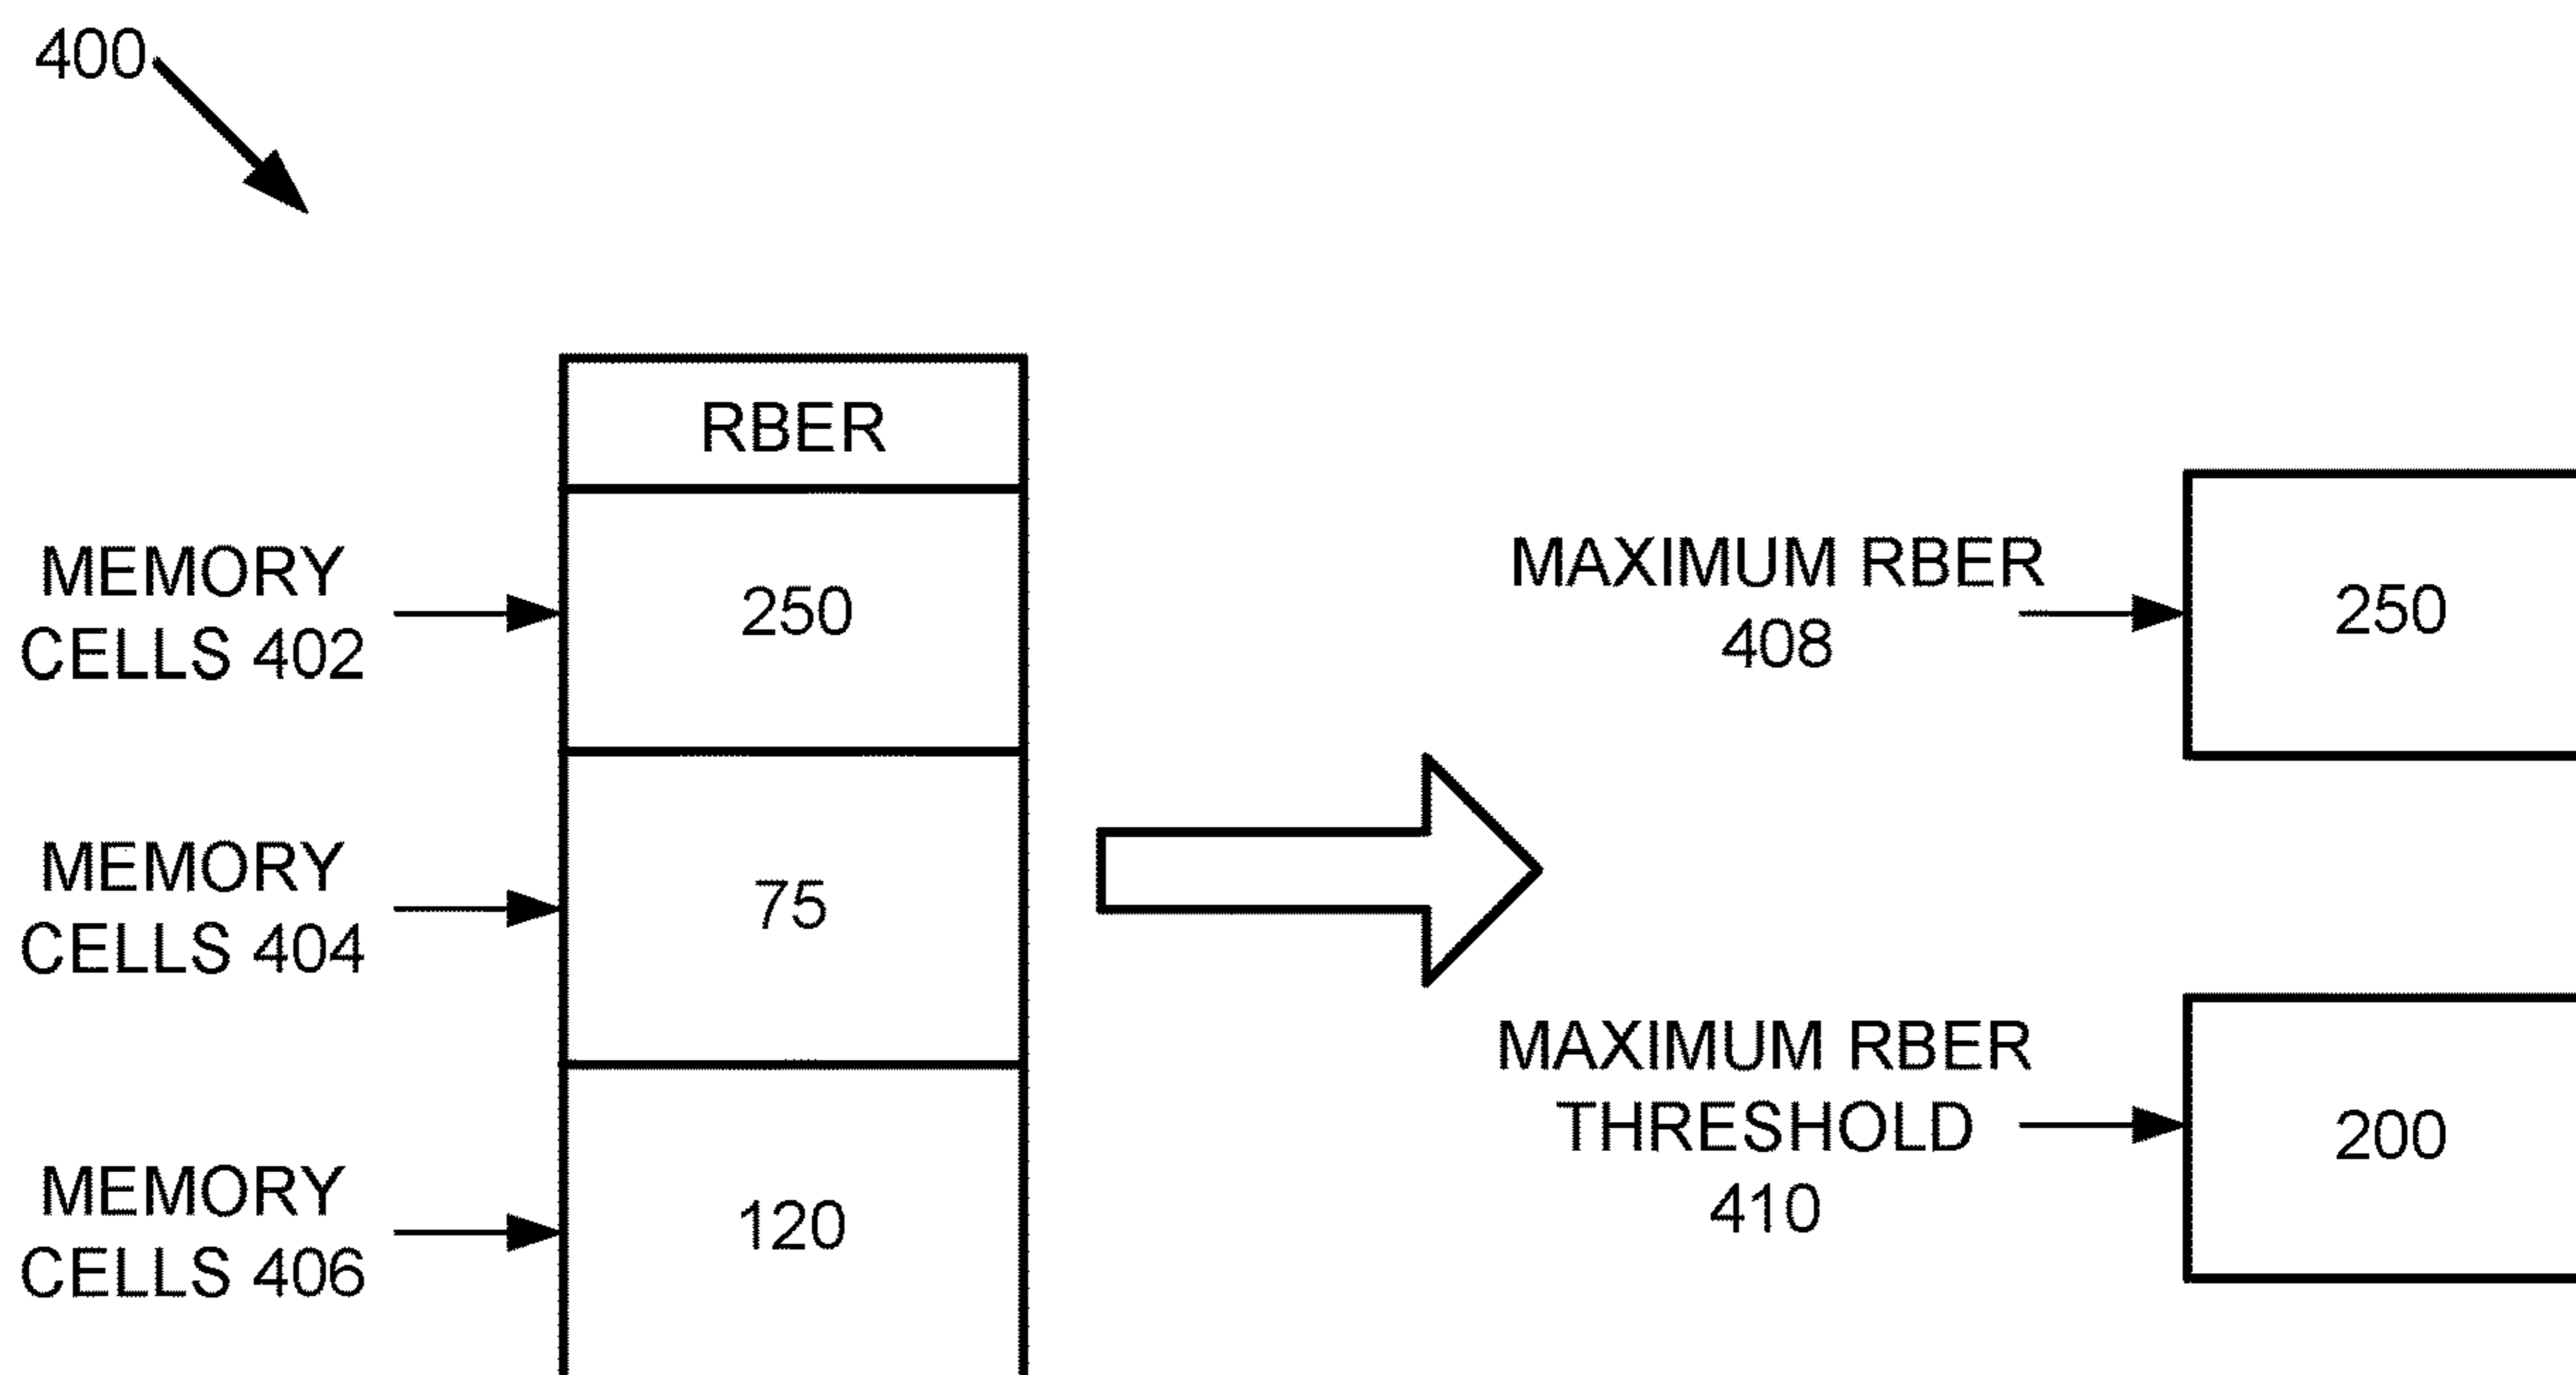 400
RBER
MEMORY
CELLS 402
250
MEMORY
CELLS 404
75
MEMORY
CELLS 406
120
MAXIMUM RBER
408
250
MAXIMUM RBER
THRESHOLD
410
200